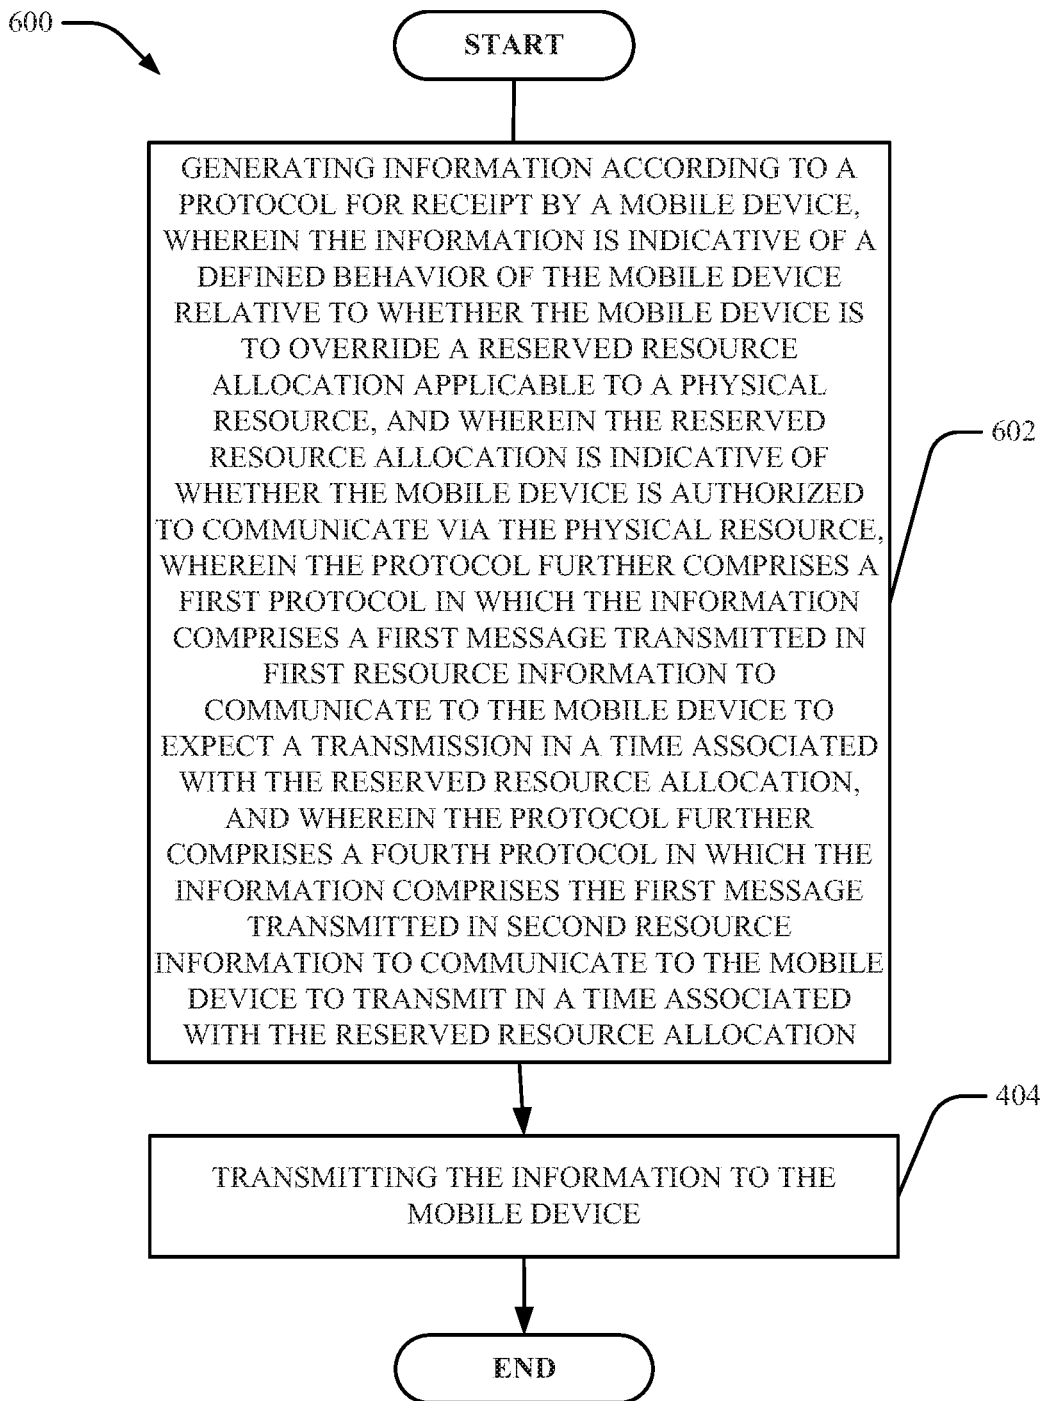 600
START
GENERATING INFORMATION ACCORDING TO A
PROTOCOL FOR RECEIPT BY A MOBILE DEVICE,
WHEREIN THE INFORMATION IS INDICATIVE OF A
DEFINED BEHAVIOR OF THE MOBILE DEVICE
RELATIVE TO WHETHER THE MOBILE DEVICE IS
TO OVERRIDE A RESERVED RESOURCE
ALLOCATION APPLICABLE TO A PHYSICAL
RESOURCE, AND WHEREIN THE RESERVED
RESOURCE ALLOCATION IS INDICATIVE OF
WHETHER THE MOBILE DEVICE IS AUTHORIZED
TO COMMUNICATE VIA THE PHYSICAL RESOURCE,
WHEREIN THE PROTOCOL FURTHER COMPRISES A
FIRST PROTOCOL IN WHICH THE INFORMATION
COMPRISES A FIRST MESSAGE TRANSMITTED IN
FIRST RESOURCE INFORMATION TO
COMMUNICATE TO THE MOBILE DEVICE TO
EXPECT A TRANSMISSION IN A TIME ASSOCIATED
WITH THE RESERVED RESOURCE ALLOCATION,
AND WHEREIN THE PROTOCOL FURTHER
COMPRISES A FOURTH PROTOCOL IN WHICH THE
INFORMATION COMPRISES THE FIRST MESSAGE
TRANSMITTED IN SECOND RESOURCE
INFORMATION TO COMMUNICATE TO THE MOBILE
DEVICE TO TRANSMIT IN A TIME ASSOCIATED
WITH THE RESERVED RESOURCE ALLOCATION
602
TRANSMITTING THE INFORMATION TO THE
MOBILE DEVICE
404
END